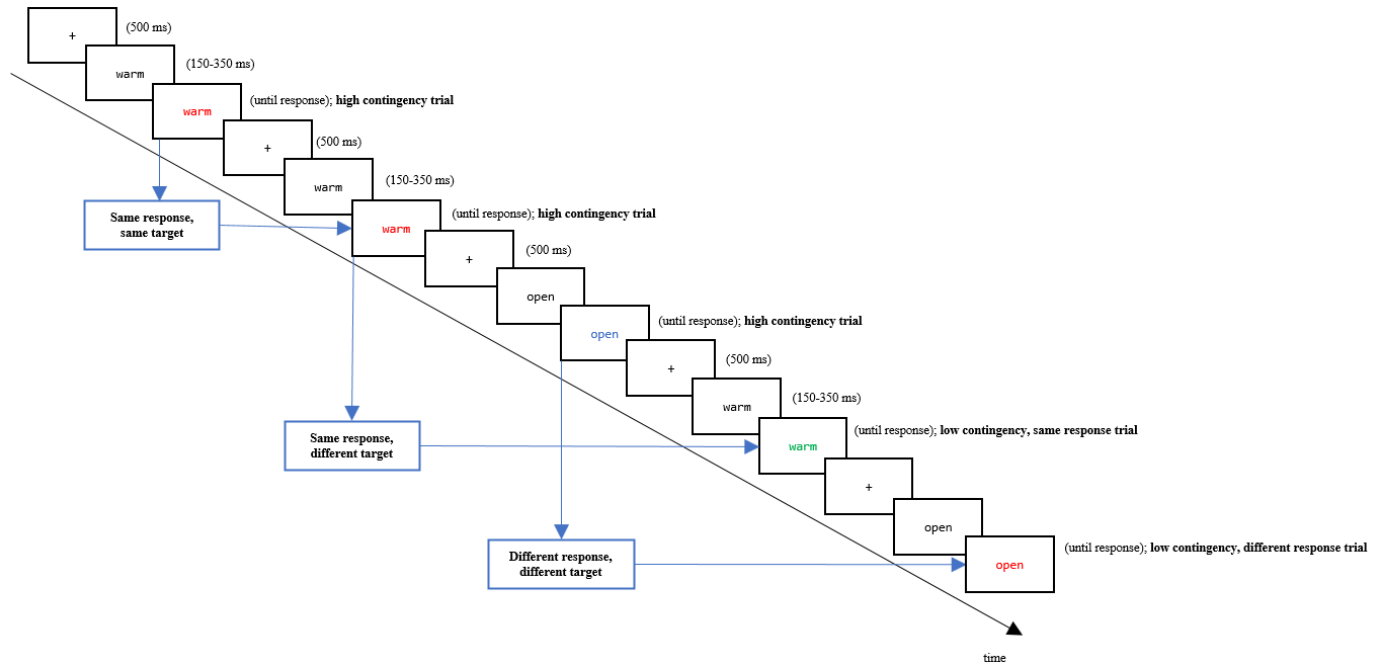 +
(500 ms)
warm
(150-350 ms)
warm
(until response); high contingency trial
+
(500 ms)
warm
(150-350 ms)
Same response,
same target
warm
(until response); high contingency trial
+
(500 ms)
open
open
(until response); high contingency trial
+
(500 ms)
warm
(150-350 ms)
Same response,
different target
warm
(until response); low contingency, same response trial
+
open
Different response,
different target
open
(until response); low contingency, different response trial
time